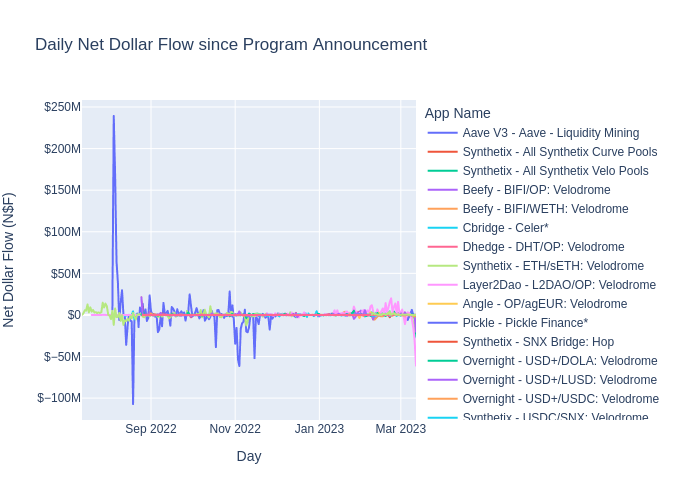 Daily Net Dollar Flow since Program Announcement
Net Dollar Flow (N$F)
$250M
$200M
$150M
$100M
$50M
$0
−$50M
−$100M
Sep 2022
Nov 2022
Jan 2023
Mar 2023
Day
App Name
Aave V3 - Aave - Liquidity Mining
Synthetix - All Synthetix Curve Pools
Synthetix - All Synthetix Velo Pools
Beefy - BIFI/OP: Velodrome
Beefy - BIFI/WETH: Velodrome
Cbridge - Celer*
Dhedge - DHT/OP: Velodrome
Synthetix - ETH/sETH: Velodrome
Layer2Dao - L2DAO/OP: Velodrome
Angle - OP/agEUR: Velodrome
Pickle - Pickle Finance*
Synthetix - SNX Bridge: Hop
Overnight - USD+/DOLA: Velodrome
Overnight - USD+/LUSD: Velodrome
Overnight - USD+/USDC: Velodrome
Synthetix - USDC/SNX: Velodrome